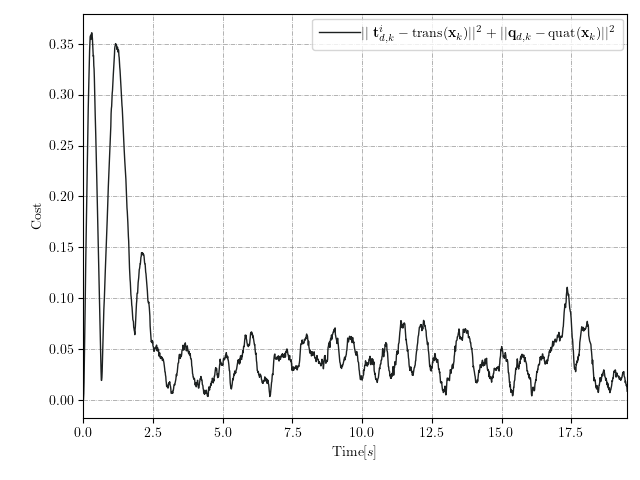 || t^i_{d,k} − trans(x_k)||² + ||q_{d,k} − quat(x_k)||²
0.35
0.30
0.25
0.20
0.15
0.10
0.05
0.00
Cost
0.0 2.5 5.0 7.5 10.0 12.5 15.0 17.5
Time[s]